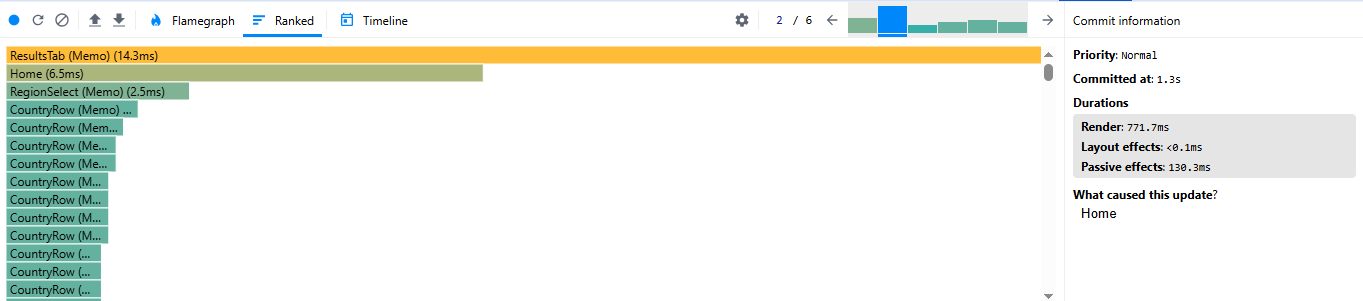 Flamegraph Ranked Timeline 2 / 6
ResultsTab (Memo) (14.3ms)
Home (6.5ms)
RegionSelect (Memo) (2.5ms)
CountryRow (Memo) ...
CountryRow (Mem...
CountryRow (Me...
CountryRow (Me...
CountryRow (M...
CountryRow (M...
CountryRow (M...
CountryRow (M...
CountryRow (...
CountryRow (...
CountryRow (...
Commit information
Priority: Normal
Committed at: 1.3s
Durations
Render: 771.7ms
Layout effects: <0.1ms
Passive effects: 130.3ms
What caused this update?
Home